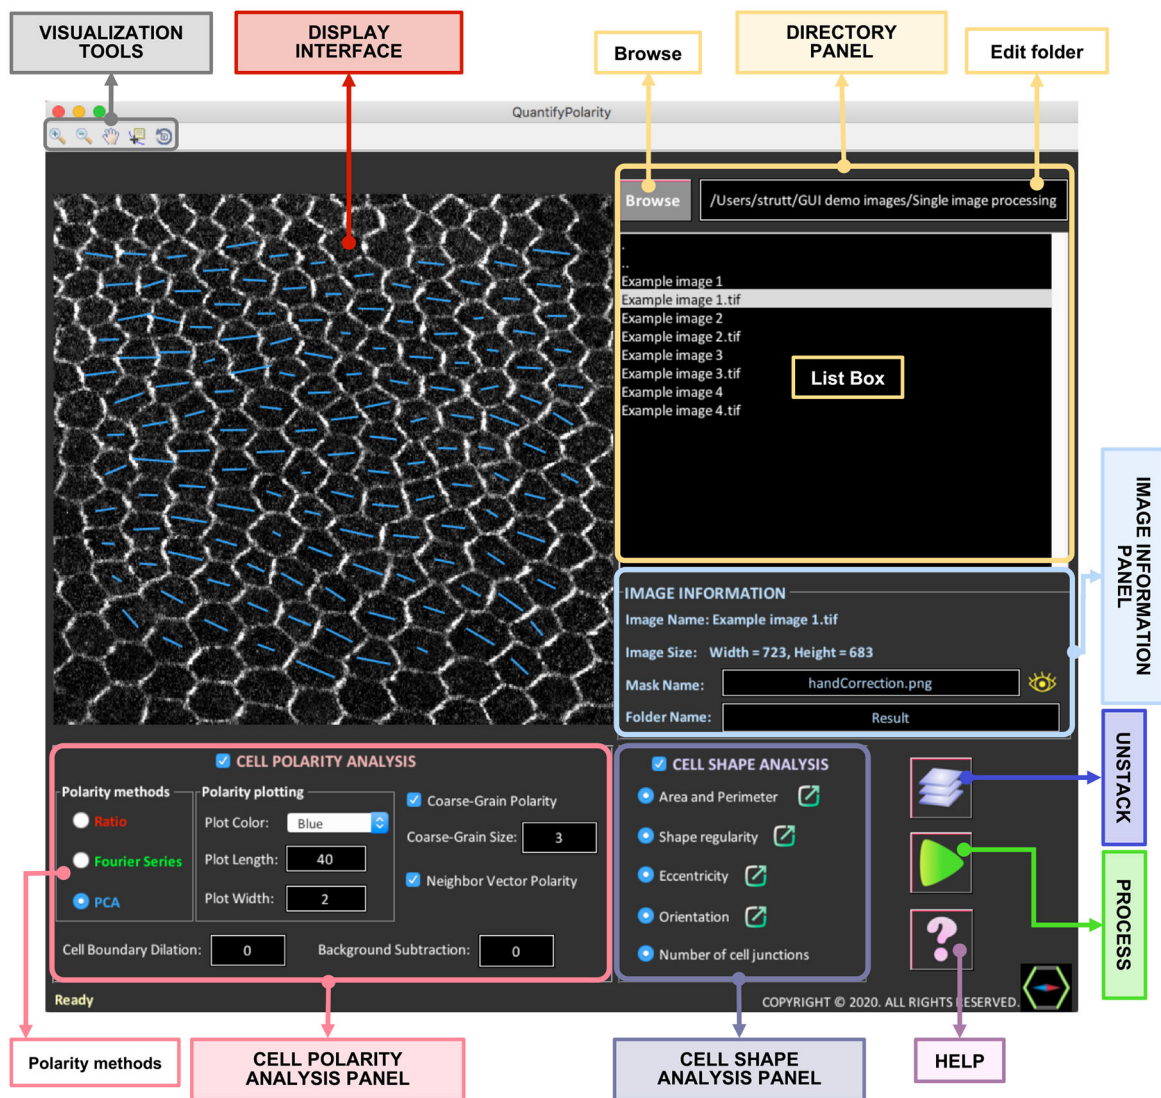 VISUALIZATION
TOOLS
DISPLAY
INTERFACE
Browse
DIRECTORY
PANEL
Edit folder
QuantifyPolarity
Browse
/Users/strutt/GUI demo images/Single image processing
.
..
Example image 1
Example image 1.tif
Example image 2
Example image 2.tif
Example image 3
Example image 3.tif
Example image 4
Example image 4.tif
List Box
IMAGE INFORMATION
PANEL
IMAGE INFORMATION
Image Name: Example image 1.tif
Image Size: Width = 723, Height = 683
Mask Name: handCorrection.png
Folder Name: Result
UNSTACK
PROCESS
CELL POLARITY ANALYSIS
Polarity methods
Ratio
Fourier Series
PCA
Polarity plotting
Plot Color: Blue
Plot Length: 40
Plot Width: 2
Coarse-Grain Polarity
Coarse-Grain Size: 3
Neighbor Vector Polarity
Cell Boundary Dilation: 0
Background Subtraction: 0
CELL SHAPE ANALYSIS
Area and Perimeter
Shape regularity
Eccentricity
Orientation
Number of cell junctions
Ready
COPYRIGHT © 2020. ALL RIGHTS RESERVED.
Polarity methods
CELL POLARITY
ANALYSIS PANEL
CELL SHAPE
ANALYSIS PANEL
HELP